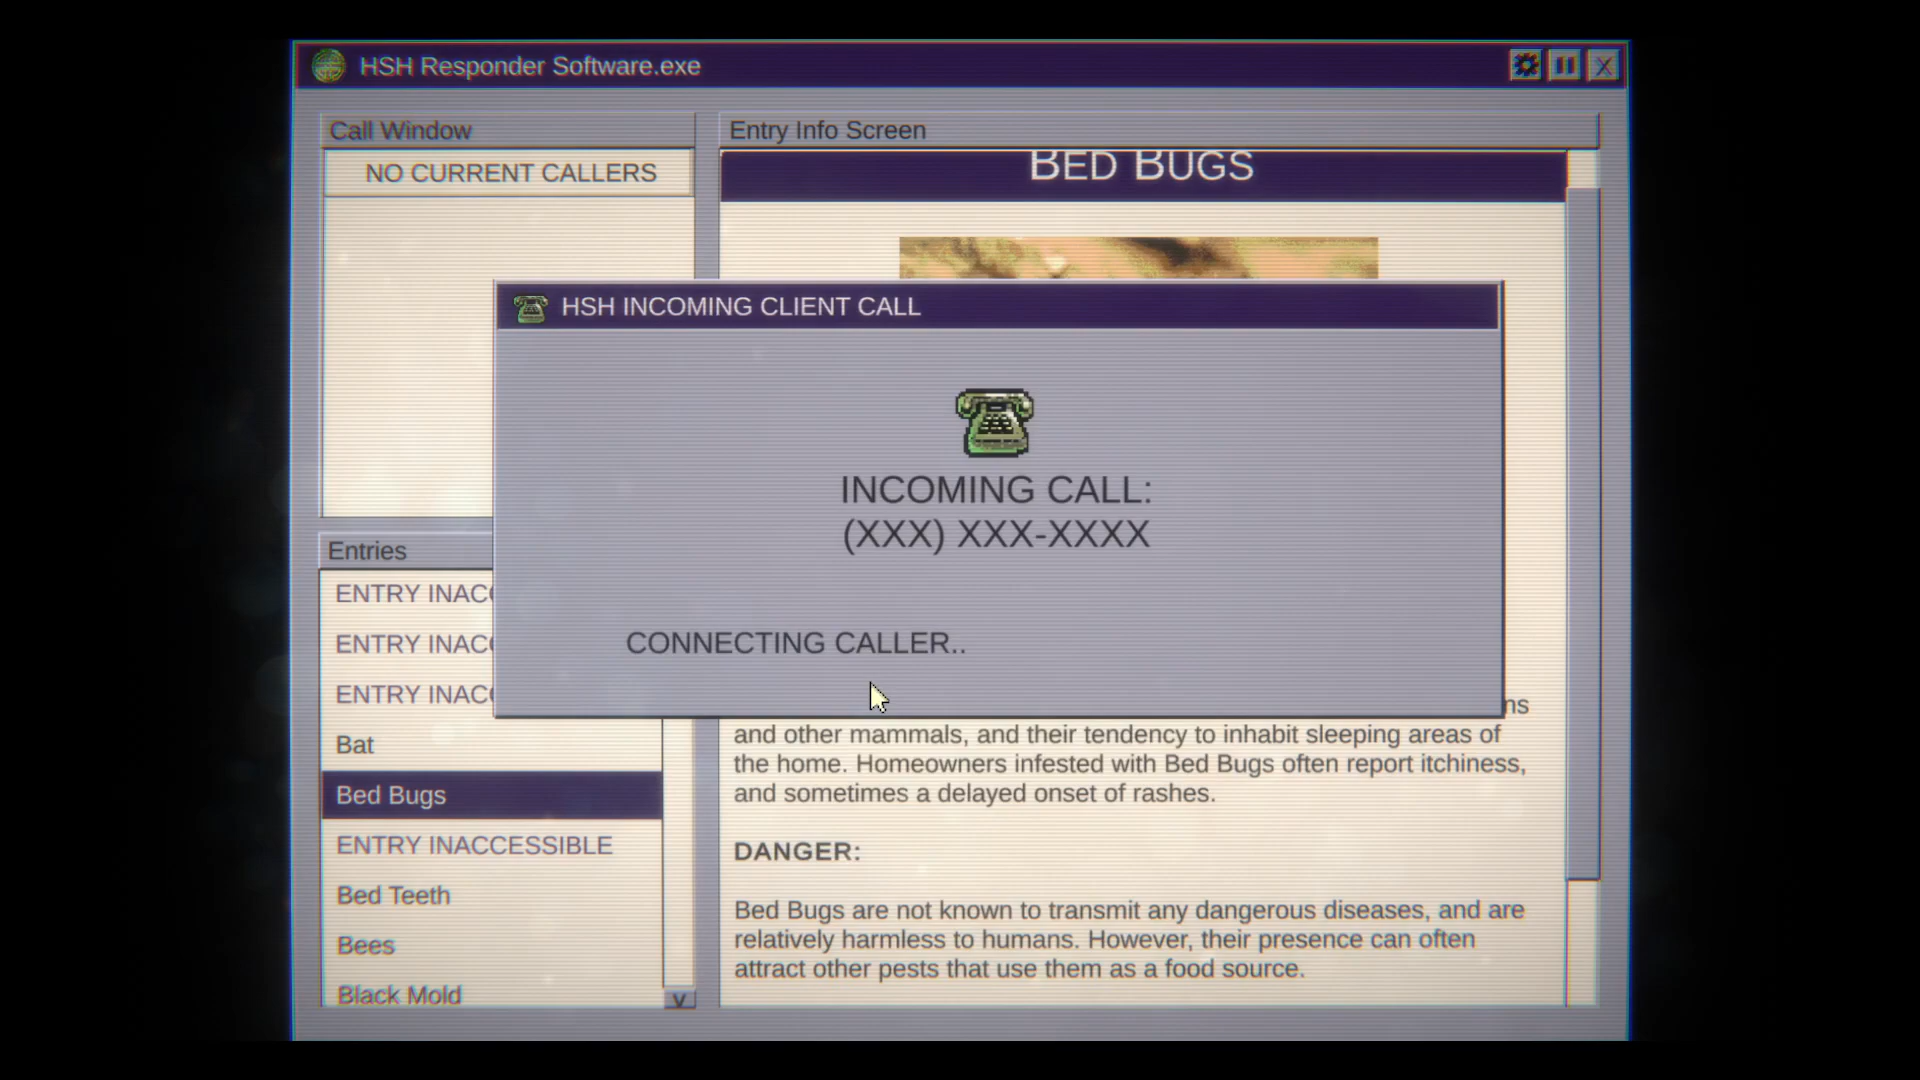 HSH Responder Software.exe
Call Window
NO CURRENT CALLERS
Entries
ENTRY
ENTRY
ENTRY
Bat
Bed Bugs
ENTRY INACCESSIBLE
Bed Teeth
Bees
Black Mold
V
Entry Info Screen
BED BUGS
HSH INCOMING CLIENT CALL
INCOMING CALL:
(XXX) XXX-XXXX
CONNECTING CALLER..
and other mammals, and their tendency to inhabit sleeping areas of
the home. Homeowners infested with Bed Bugs often report itchiness,
and sometimes a delayed onset of rashes.
DANGER:
Bed Bugs are not known to transmit any dangerous diseases, and are
relatively harmless to humans. However, their presence can often
attract other pests that use them as a food source.